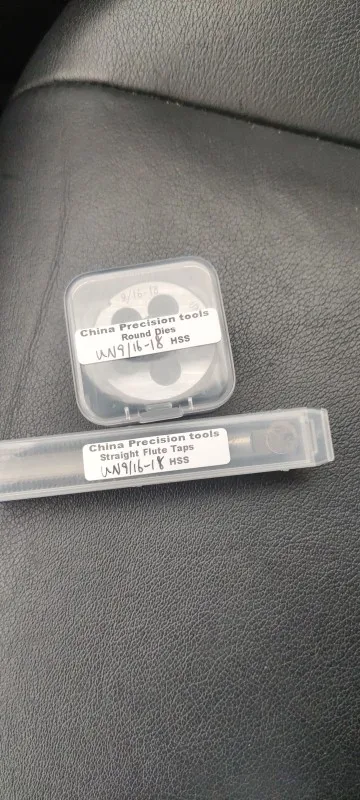 9/16-18
China Precision tools
Round Dies
UN9/16-18 HSS
China Precision tools
Straight Flute Taps
UN9/16-18 HSS